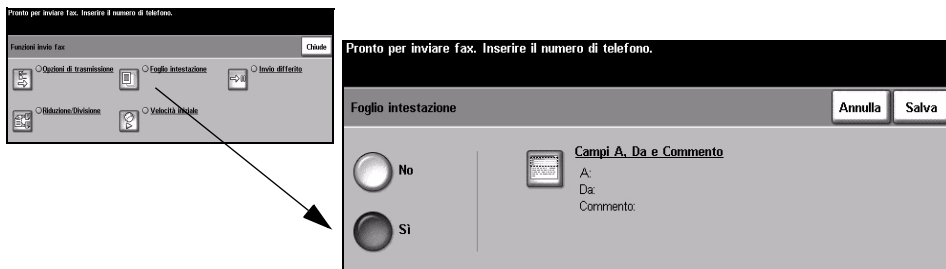 Pronto per inviare fax. Inserire il numero di telefono.
Funzioni invio fax
Chiude
Opzioni di trasmissione
Foglio intestazione
Invio differito
Riduzione/Divisione
Velocità iniziale
Pronto per inviare fax. Inserire il numero di telefono.
Foglio intestazione
Annulla
Salva
No
Sì
Campi A, Da e Commento
A:
Da:
Commento: